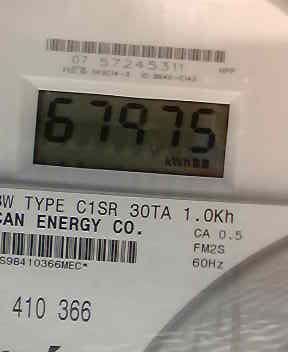 07 57245311
67975
kWh
3W TYPE C1SR 30TA 1.0Kh
CAN ENERGY CO.
CA 0.5
FM2S
60Hz
S98410366MEC*
410 366